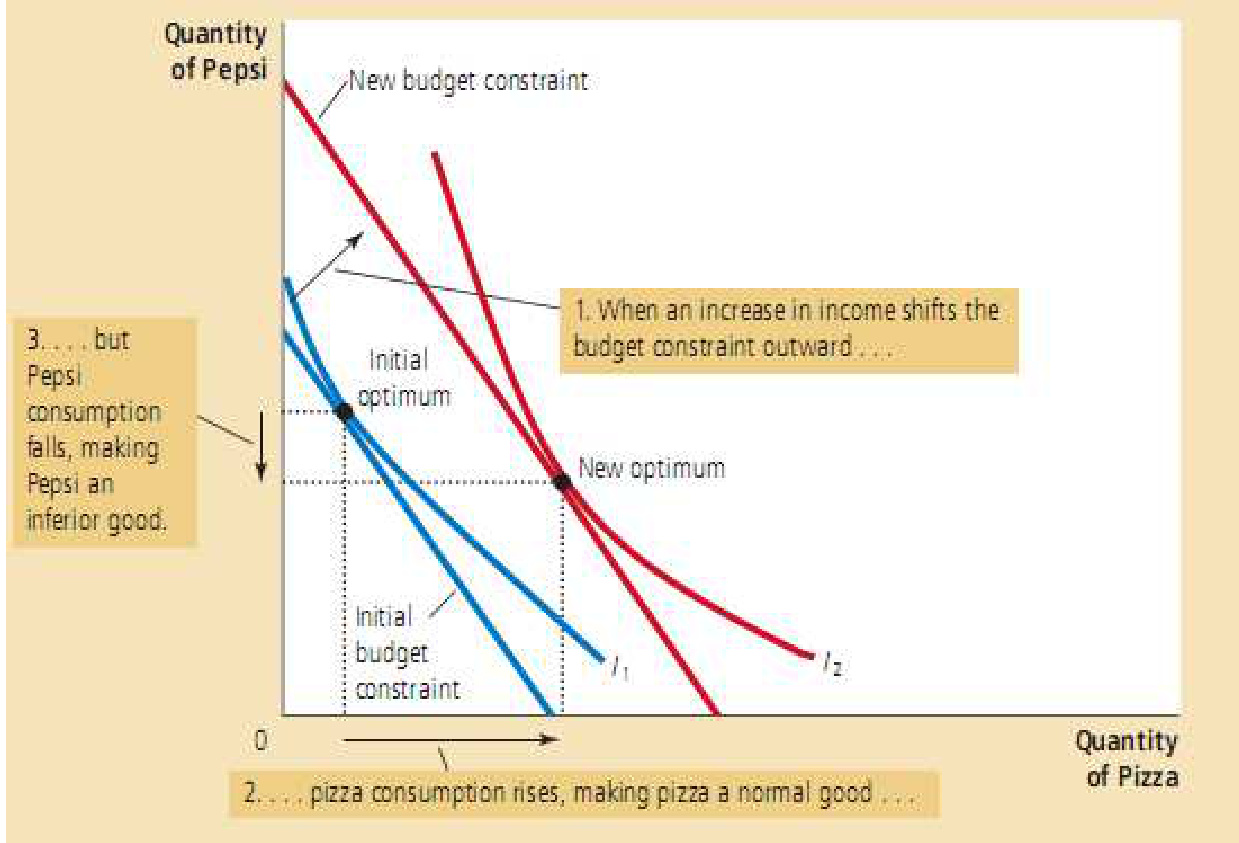 Quantity
of Pepsi
New budget constraint
1. When an increase in income shifts the
budget constraint outward . . .
3. . . . but
Pepsi
consumption
falls, making
Pepsi an
inferior good.
Initial
optimum
New optimum
Initial
budget
constraint
I1
I2
0
Quantity
of Pizza
2. . . . pizza consumption rises, making pizza a normal good . . .